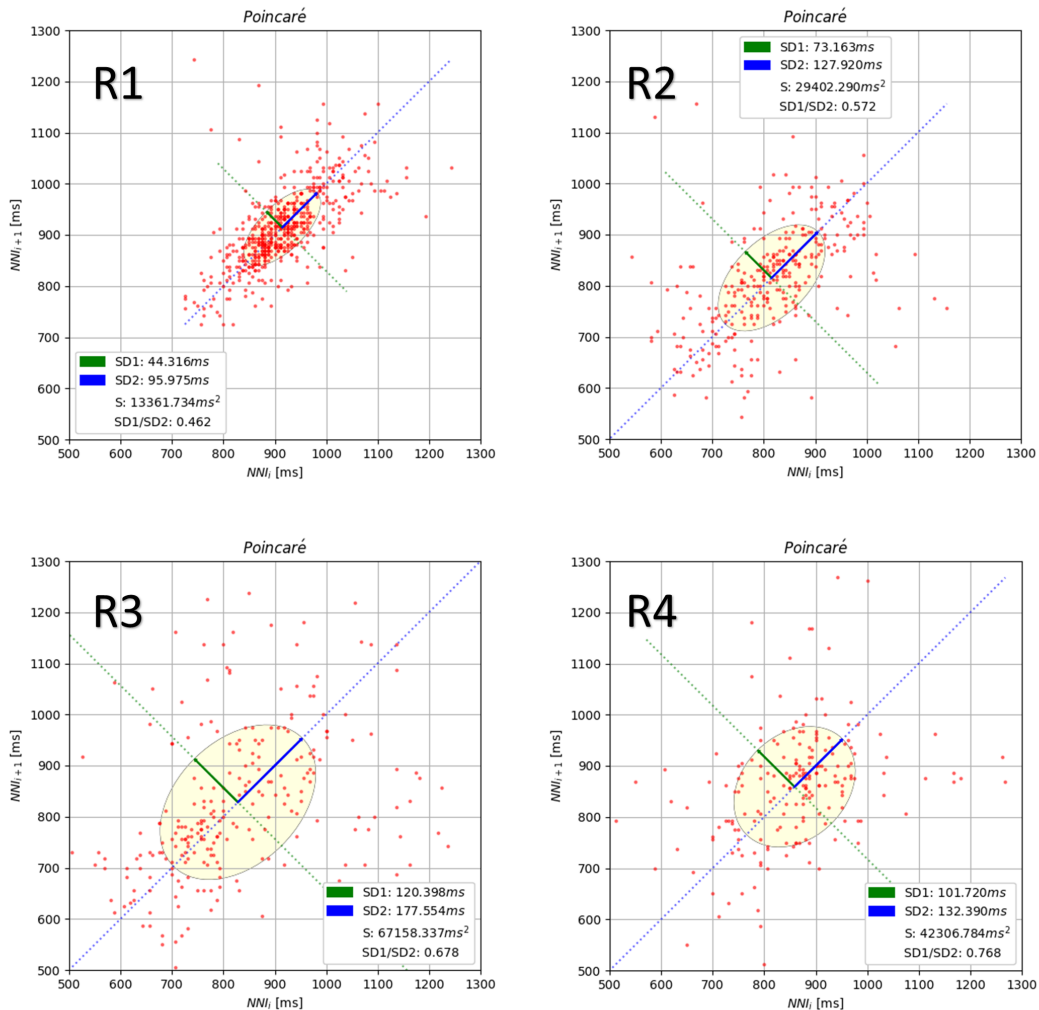 Poincaré
1300
1200
1100
1000
900
800
700
600
500
NNIᵢ₊₁ [ms]
R1
SD1: 44.316ms
SD2: 95.975ms
S: 13361.734ms²
SD1/SD2: 0.462
500 600 700 800 900 1000 1100 1200 1300
NNIᵢ [ms]
Poincaré
1300
1200
1100
1000
900
800
700
600
500
NNIᵢ₊₁ [ms]
R2
SD1: 73.163ms
SD2: 127.920ms
S: 29402.290ms²
SD1/SD2: 0.572
500 600 700 800 900 1000 1100 1200 1300
NNIᵢ [ms]
Poincaré
1300
1200
1100
1000
900
800
700
600
500
NNIᵢ₊₁ [ms]
R3
SD1: 120.398ms
SD2: 177.554ms
S: 67158.337ms²
SD1/SD2: 0.678
500 600 700 800 900 1000 1100 1200 1300
NNIᵢ [ms]
Poincaré
1300
1200
1100
1000
900
800
700
600
500
NNIᵢ₊₁ [ms]
R4
SD1: 101.720ms
SD2: 132.390ms
S: 42306.784ms²
SD1/SD2: 0.768
500 600 700 800 900 1000 1100 1200 1300
NNIᵢ [ms]